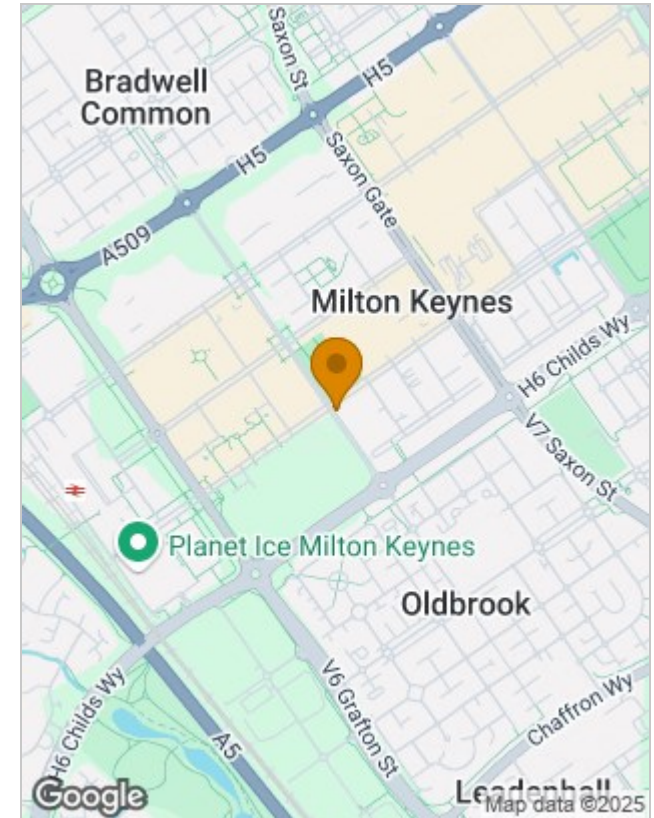 Saxon St
H5
Bradwell
Common
H5
Saxon Gate
A509
Milton Keynes
H6 Childs Wy
V7 Saxon St
Planet Ice Milton Keynes
Oldbrook
H6 Childs Wy
V6 Grafton St
Chaffron Wy
A5
Leadenhall
Google
Map data ©2025